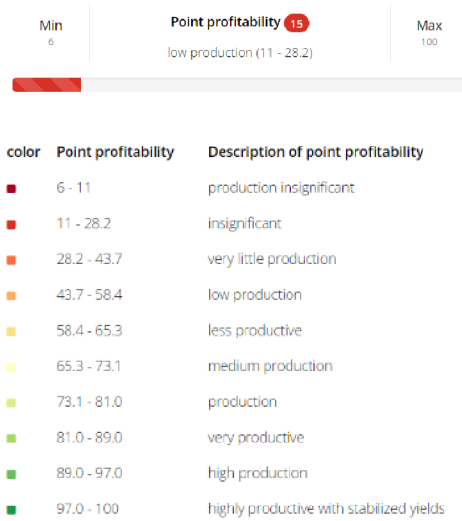 Min
6
Point profitability 15
low production (11 - 28.2)
Max
100
color Point profitability Description of point profitability
6 - 11 production insignificant
11 - 28.2 insignificant
28.2 - 43.7 very little production
43.7 - 58.4 low production
58.4 - 65.3 less productive
65.3 - 73.1 medium production
73.1 - 81.0 production
81.0 - 89.0 very productive
89.0 - 97.0 high production
97.0 - 100 highly productive with stabilized yields